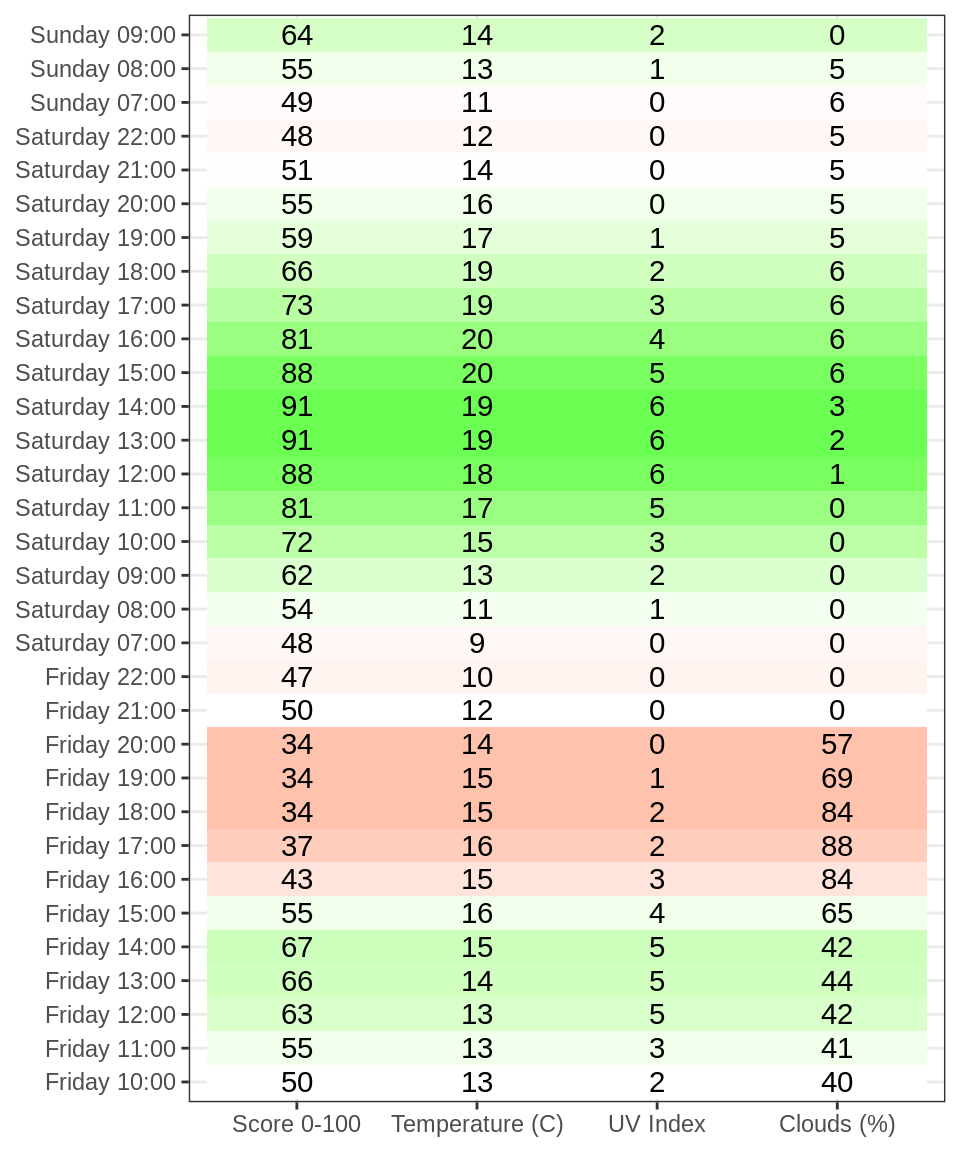 Sunday 09:00 64 14 2 0
Sunday 08:00 55 13 1 5
Sunday 07:00 49 11 0 6
Saturday 22:00 48 12 0 5
Saturday 21:00 51 14 0 5
Saturday 20:00 55 16 0 5
Saturday 19:00 59 17 1 5
Saturday 18:00 66 19 2 6
Saturday 17:00 73 19 3 6
Saturday 16:00 81 20 4 6
Saturday 15:00 88 20 5 6
Saturday 14:00 91 19 6 3
Saturday 13:00 91 19 6 2
Saturday 12:00 88 18 6 1
Saturday 11:00 81 17 5 0
Saturday 10:00 72 15 3 0
Saturday 09:00 62 13 2 0
Saturday 08:00 54 11 1 0
Saturday 07:00 48 9 0 0
Friday 22:00 47 10 0 0
Friday 21:00 50 12 0 0
Friday 20:00 34 14 0 57
Friday 19:00 34 15 1 69
Friday 18:00 34 15 2 84
Friday 17:00 37 16 2 88
Friday 16:00 43 15 3 84
Friday 15:00 55 16 4 65
Friday 14:00 67 15 5 42
Friday 13:00 66 14 5 44
Friday 12:00 63 13 5 42
Friday 11:00 55 13 3 41
Friday 10:00 50 13 2 40
Score 0-100 Temperature (C) UV Index Clouds (%)